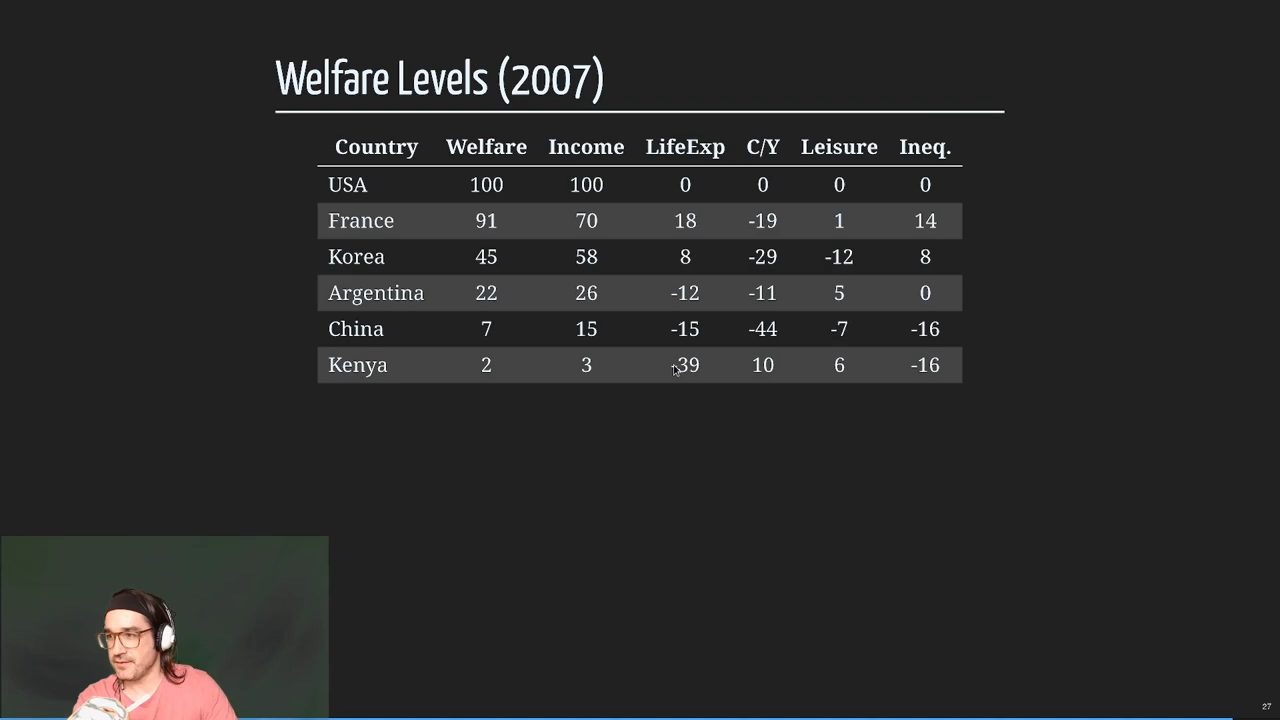 Welfare Levels (2007)
Country Welfare Income LifeExp C/Y Leisure Ineq.
USA 100 100 0 0 0 0
France 91 70 18 -19 1 14
Korea 45 58 8 -29 -12 8
Argentina 22 26 -12 -11 5 0
China 7 15 -15 -44 -7 -16
Kenya 2 3 -39 10 6 -16
27